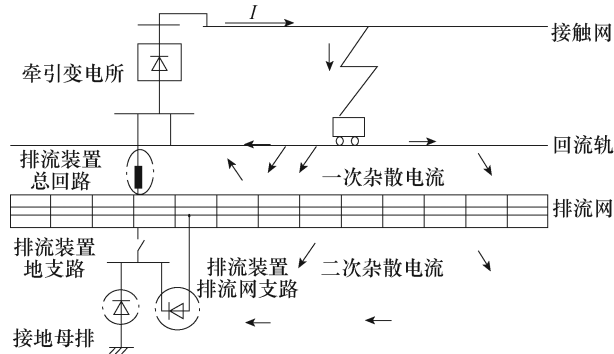 I
接触网
牵引变电所
回流轨
排流装置
总回路
一次杂散电流
排流网
排流装置
地支路
排流装置
排流网支路
二次杂散电流
接地母排